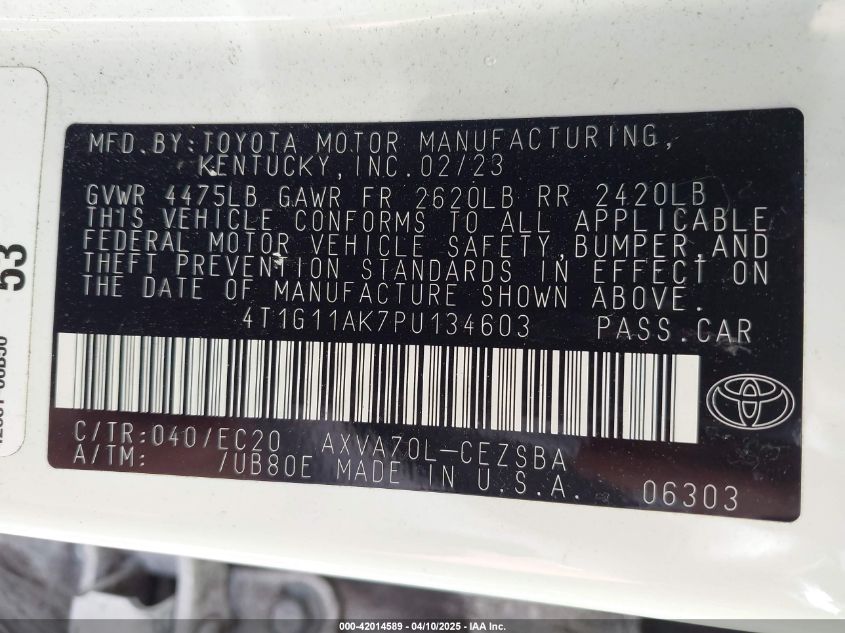 53
MFD.BY:TOYOTA MOTOR MANUFACTURING,
KENTUCKY,INC.02/23
GVWR 4475LB GAWR FR 2620LB RR 2420LB
THIS VEHICLE CONFORMS TO ALL APPLICABLE
FEDERAL MOTOR VEHICLE SAFETY,BUMPER,AND
THEFT PREVENTION STANDARDS IN EFFECT ON
THE DATE OF MANUFACTURE SHOWN ABOVE.
4T1G11AK7PU134603 PASS.CAR
C/TR:040/EC20 AXVA70L-CEZSBA
A/TM: /UB80E MADE IN U.S.A. 06303
000-42014589 - 04/10/2025 - IAA Inc.